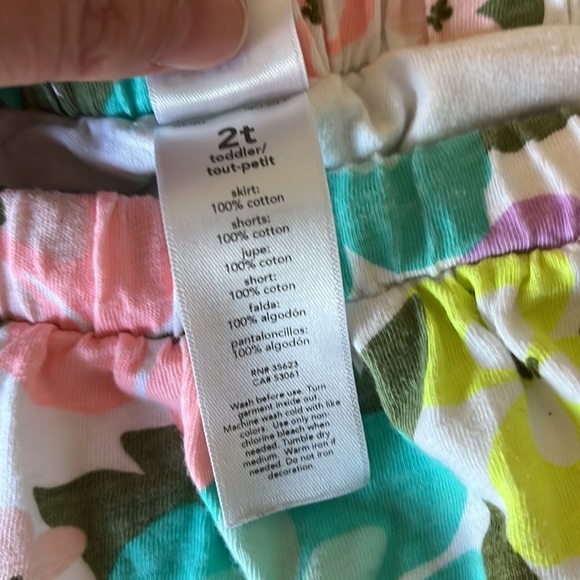 2t
toddler/
tout-petit
skirt:
100% cotton
shorts:
100% cotton
jupe:
100% coton
short:
100% coton
falda:
100% algodón
pantaloncillos:
100% algodón
RN# 35623
CA# 53061
Wash before use. Turn
garment inside out.
Machine wash cold with like
colors. Use only non-
chlorine bleach when
needed. Tumble dry
medium. Warm iron if
needed. Do not iron
decoration.